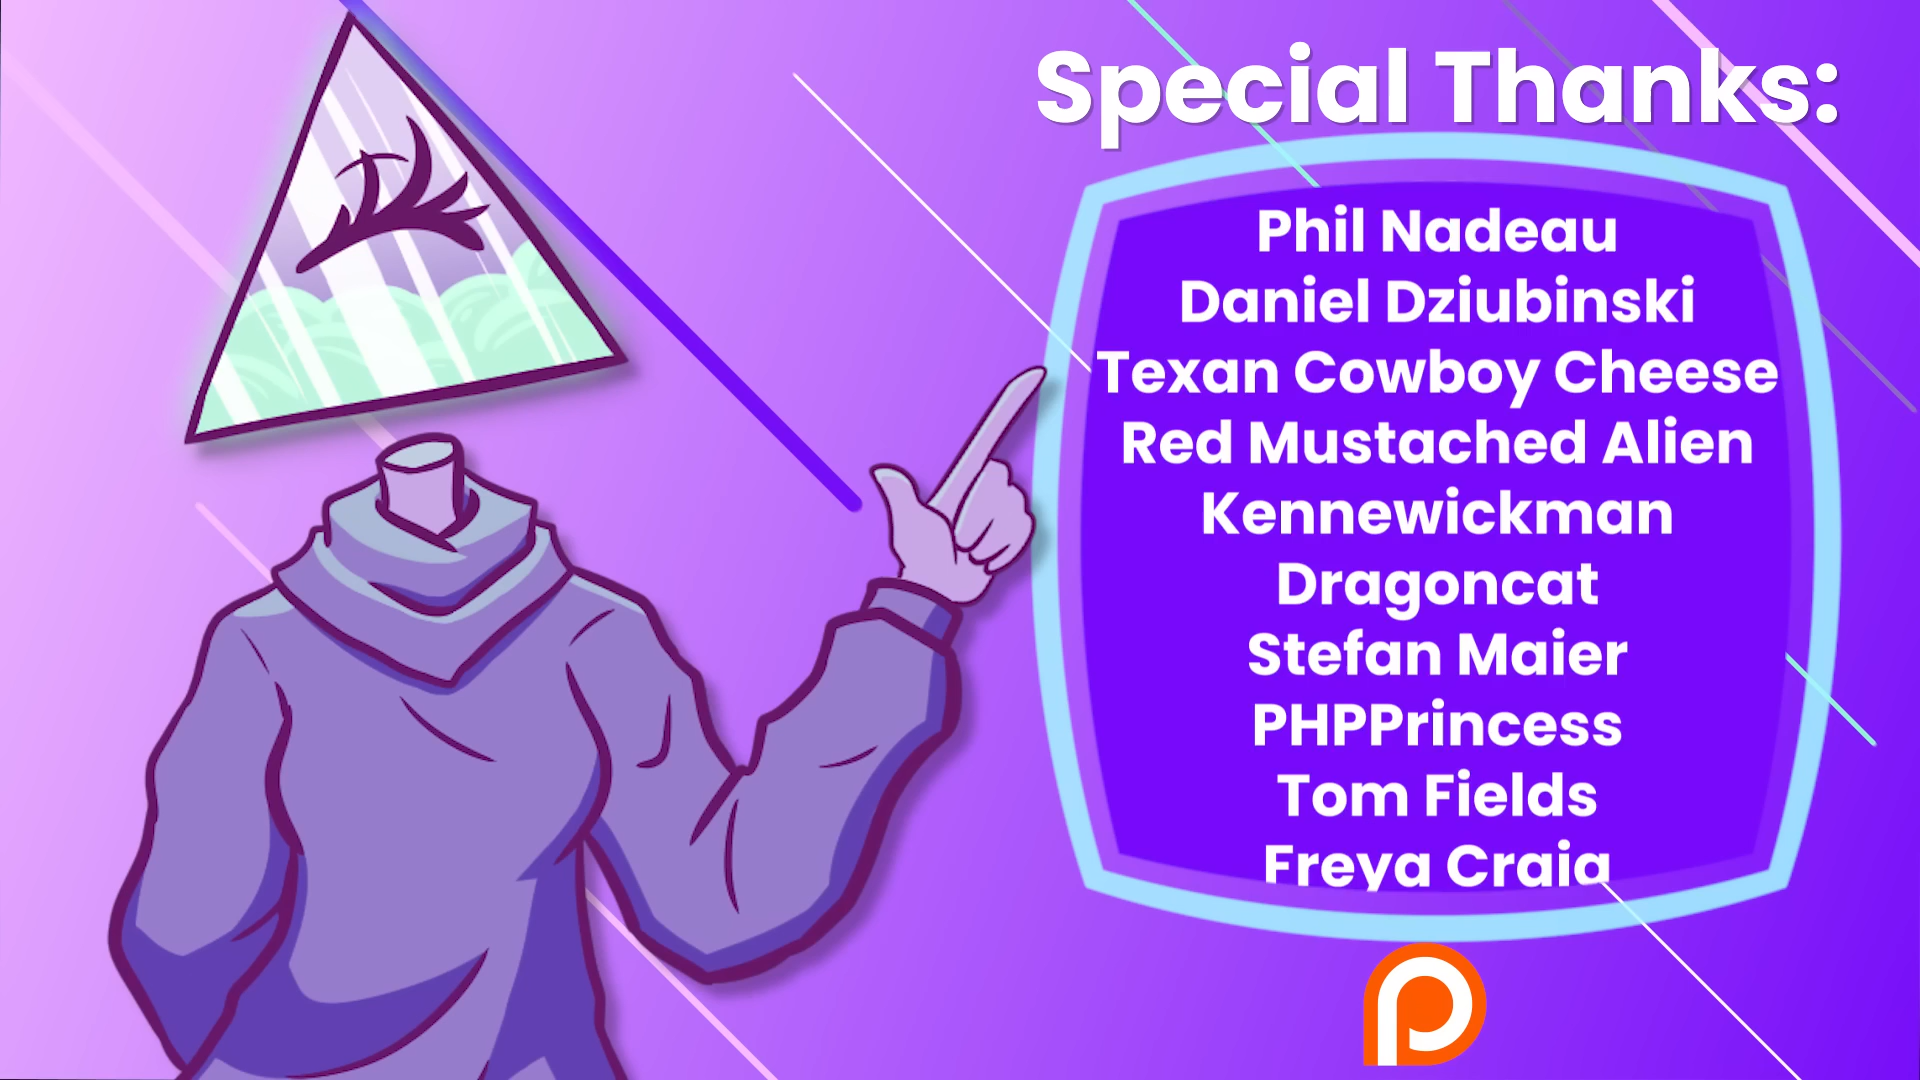 Special Thanks:
Phil Nadeau
Daniel Dziubinski
Texan Cowboy Cheese
Red Mustached Alien
Kennewickman
Dragoncat
Stefan Maier
PHPPrincess
Tom Fields
Freya Craig